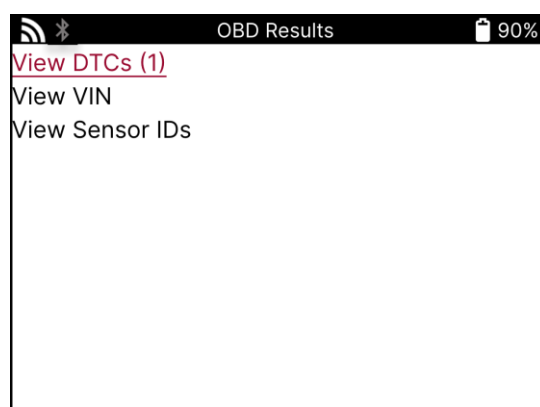 OBD Results 90%
View DTCs (1)
View VIN
View Sensor IDs